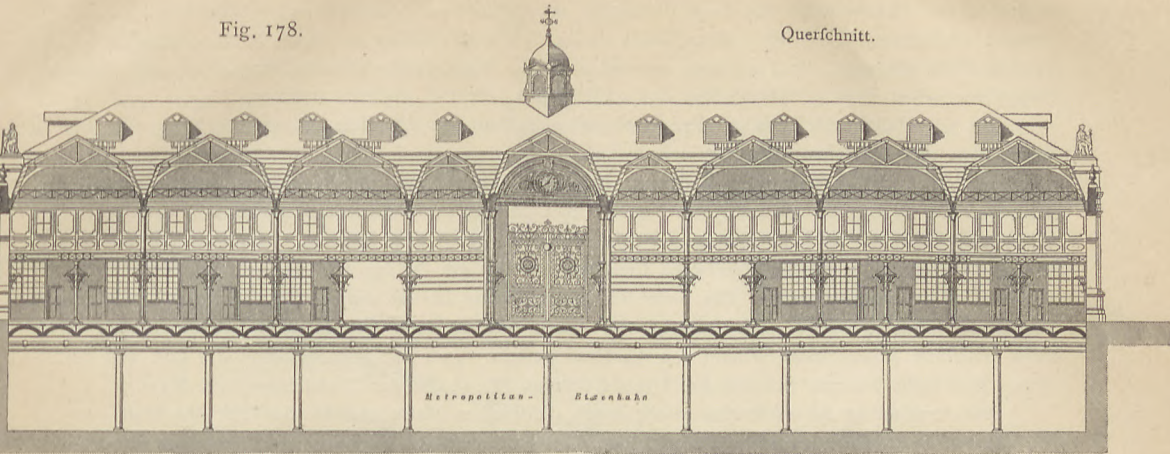 Fig. 178.
Querſchnitt.
Metropolitan-
Eiſenbahn